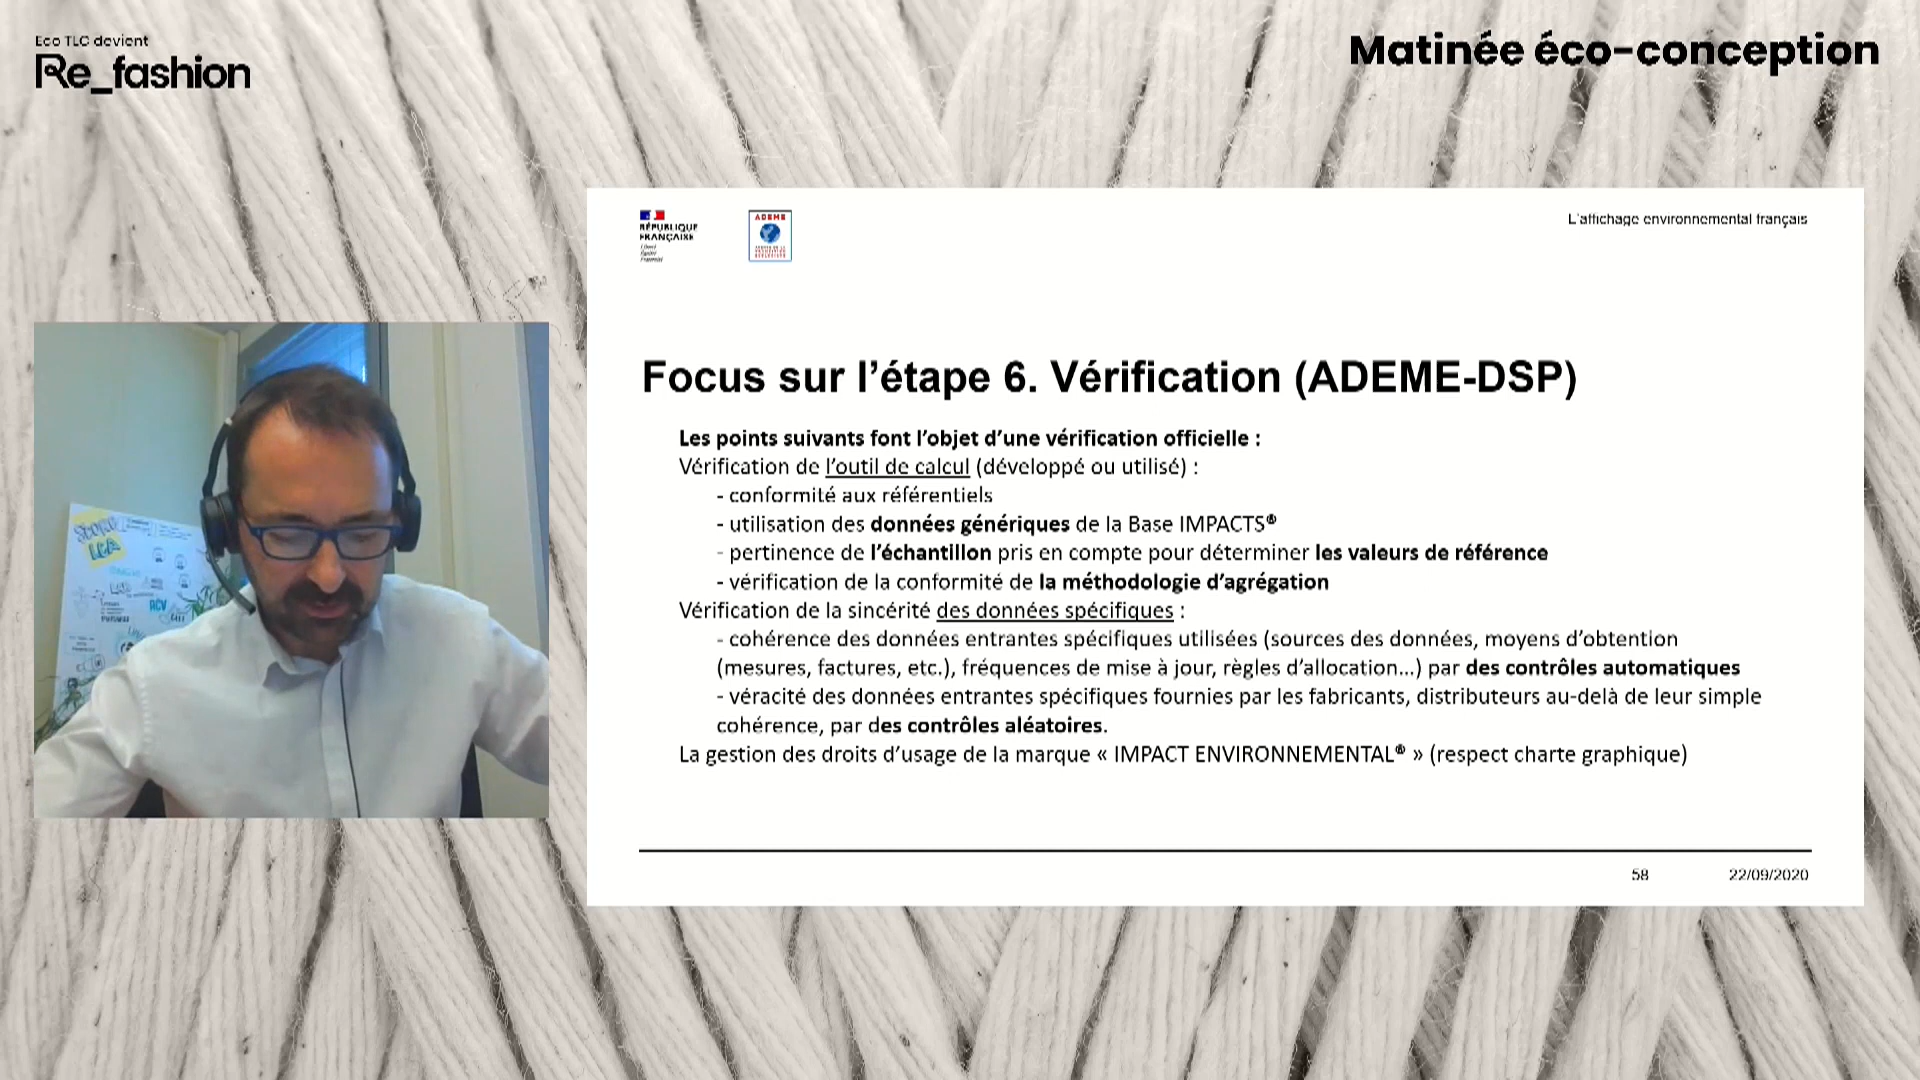 Eco TLC devient
Re_fashion
Matinée éco-conception
RÉPUBLIQUE
FRANÇAISE
Liberté
Égalité
Fraternité
ADEME
L'affichage environnemental français
Focus sur l'étape 6. Vérification (ADEME-DSP)
Les points suivants font l'objet d'une vérification officielle :
Vérification de l'outil de calcul (développé ou utilisé) :
- conformité aux référentiels
- utilisation des données génériques de la Base IMPACTS®
- pertinence de l'échantillon pris en compte pour déterminer les valeurs de référence
- vérification de la conformité de la méthodologie d'agrégation
Vérification de la sincérité des données spécifiques :
- cohérence des données entrantes spécifiques utilisées (sources des données, moyens d'obtention
(mesures, factures, etc.), fréquences de mise à jour, règles d'allocation...) par des contrôles automatiques
- véracité des données entrantes spécifiques fournies par les fabricants, distributeurs au-delà de leur simple
cohérence, par des contrôles aléatoires.
La gestion des droits d'usage de la marque « IMPACT ENVIRONNEMENTAL® » (respect charte graphique)
58
22/09/2020
LCA
ACV